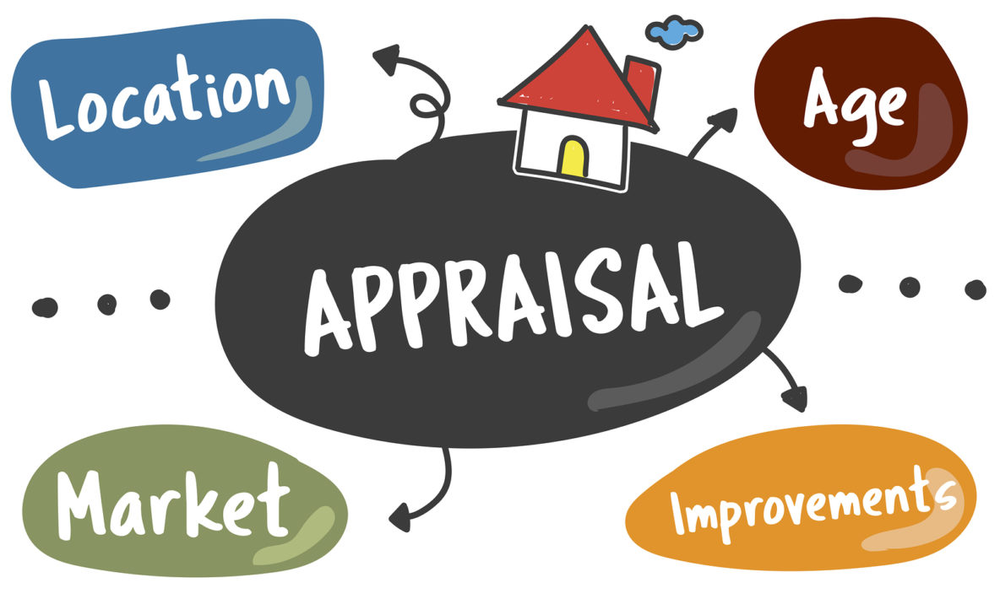 Location
Age
APPRAISAL
Market
Improvements